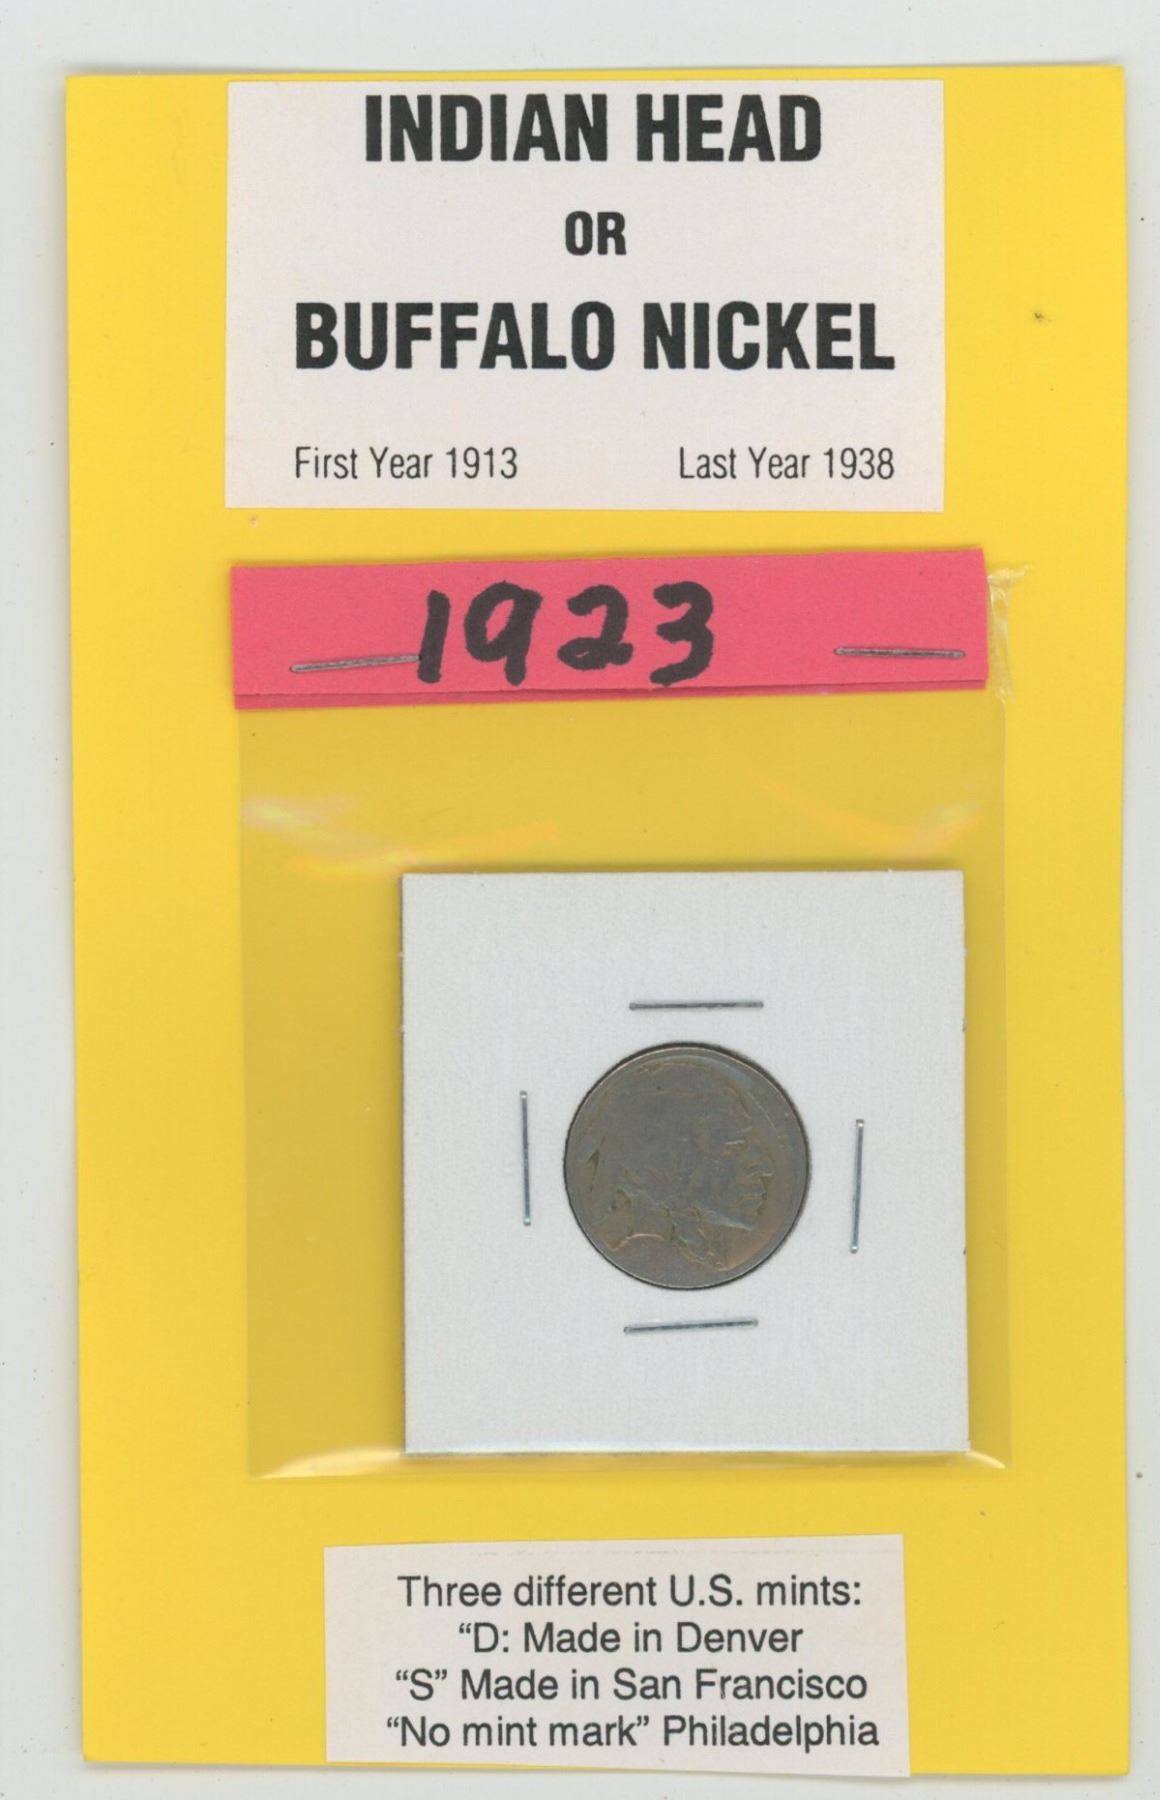 INDIAN HEAD
OR
BUFFALO NICKEL
First Year 1913 Last Year 1938
1923
Three different U.S. mints:
“D: Made in Denver
“S” Made in San Francisco
“No mint mark” Philadelphia